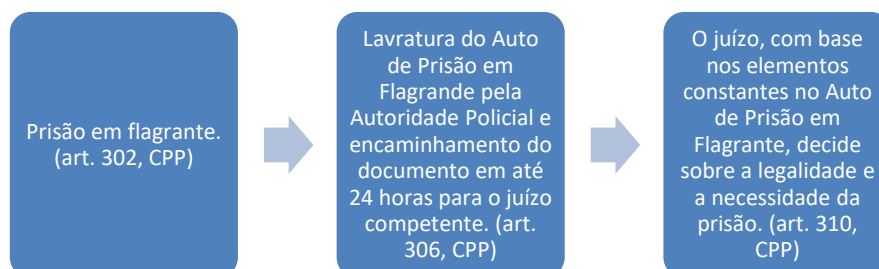 Prisão em flagrante.
(art. 302, CPP)
Lavratura do Auto
de Prisão em
Flagrande pela
Autoridade Policial e
encaminhamento do
documento em até
24 horas para o juízo
competente. (art.
306, CPP)
O juízo, com base
nos elementos
constantes no Auto
de Prisão em
Flagrante, decide
sobre a legalidade e
a necessidade da
prisão. (art. 310,
CPP)